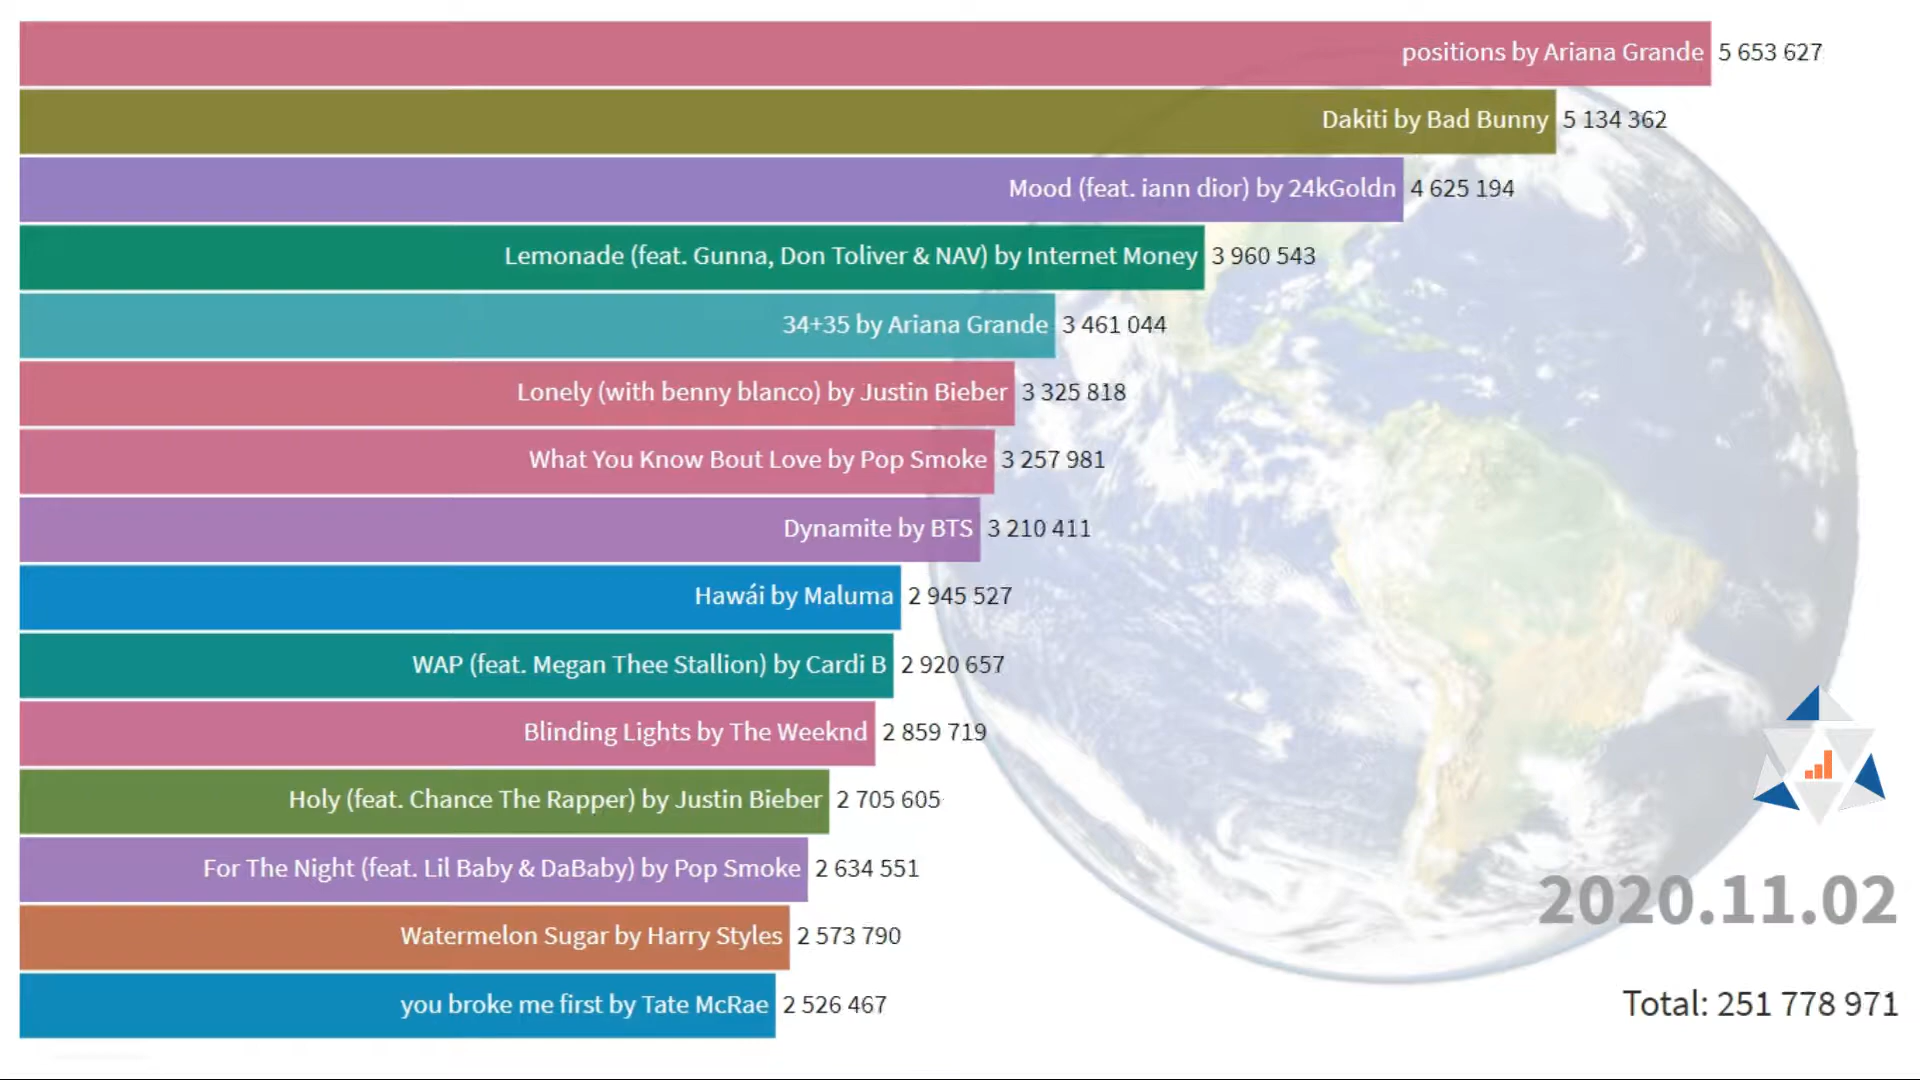 positions by Ariana Grande 5 653 627
Dakiti by Bad Bunny 5 134 362
Mood (feat. iann dior) by 24kGoldn 4 625 194
Lemonade (feat. Gunna, Don Toliver & NAV) by Internet Money 3 960 543
34+35 by Ariana Grande 3 461 044
Lonely (with benny blanco) by Justin Bieber 3 325 818
What You Know Bout Love by Pop Smoke 3 257 981
Dynamite by BTS 3 210 411
Hawái by Maluma 2 945 527
WAP (feat. Megan Thee Stallion) by Cardi B 2 920 657
Blinding Lights by The Weeknd 2 859 719
Holy (feat. Chance The Rapper) by Justin Bieber 2 705 605
For The Night (feat. Lil Baby & DaBaby) by Pop Smoke 2 634 551
Watermelon Sugar by Harry Styles 2 573 790
you broke me first by Tate McRae 2 526 467
2020.11.02
Total: 251 778 971